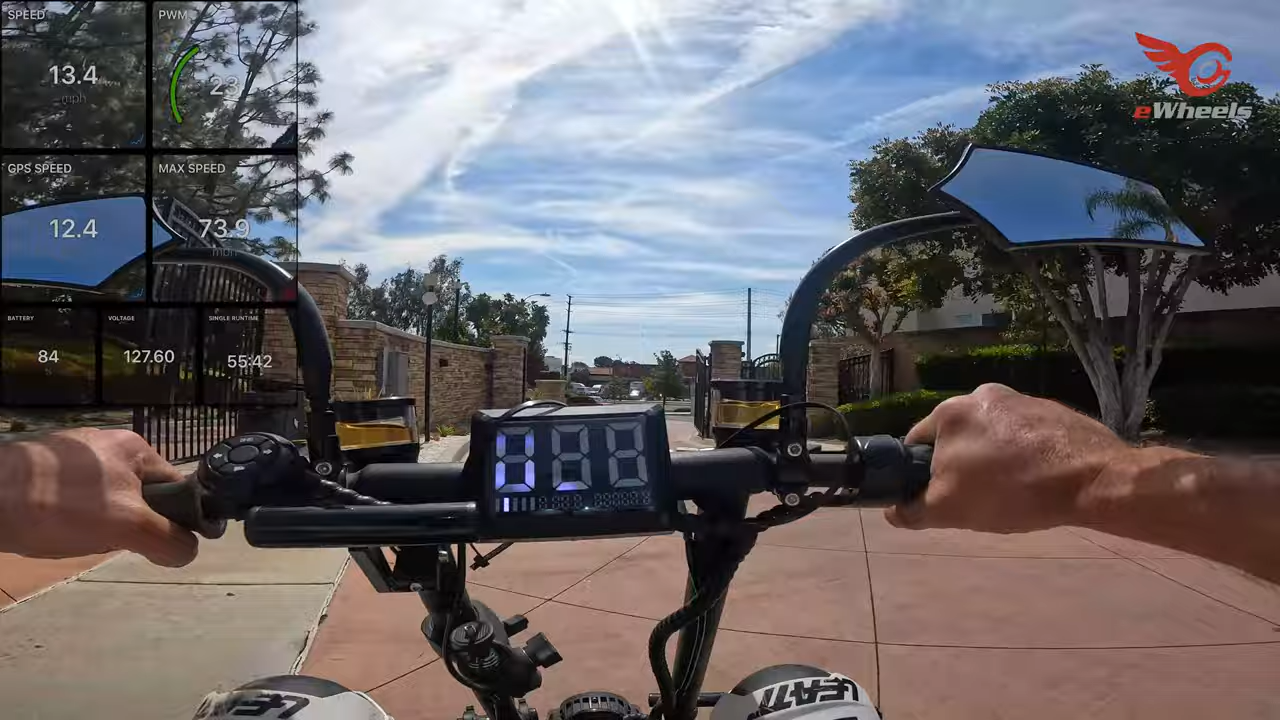 SPEED
13.4
mph
PWM
23
GPS SPEED
12.4
MAX SPEED
73.9
mph
BATTERY
84
%
VOLTAGE
127.60
SINGLE RUNTIME
55:42
eWheels
LEATT